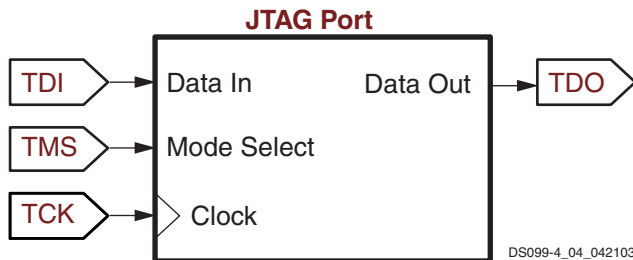 JTAG Port
TDI
Data In
Data Out
TDO
TMS
Mode Select
TCK
Clock
DS099-4_04_042103